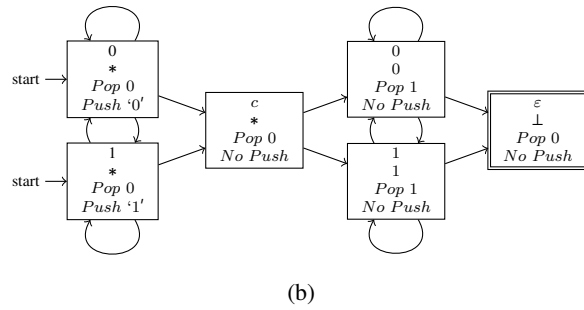 start
0
*
Pop 0
Push ‘0′
start
1
*
Pop 0
Push ‘1′
c
*
Pop 0
No Push
0
0
Pop 1
No Push
1
1
Pop 1
No Push
ε
⊥
Pop 0
No Push
(b)